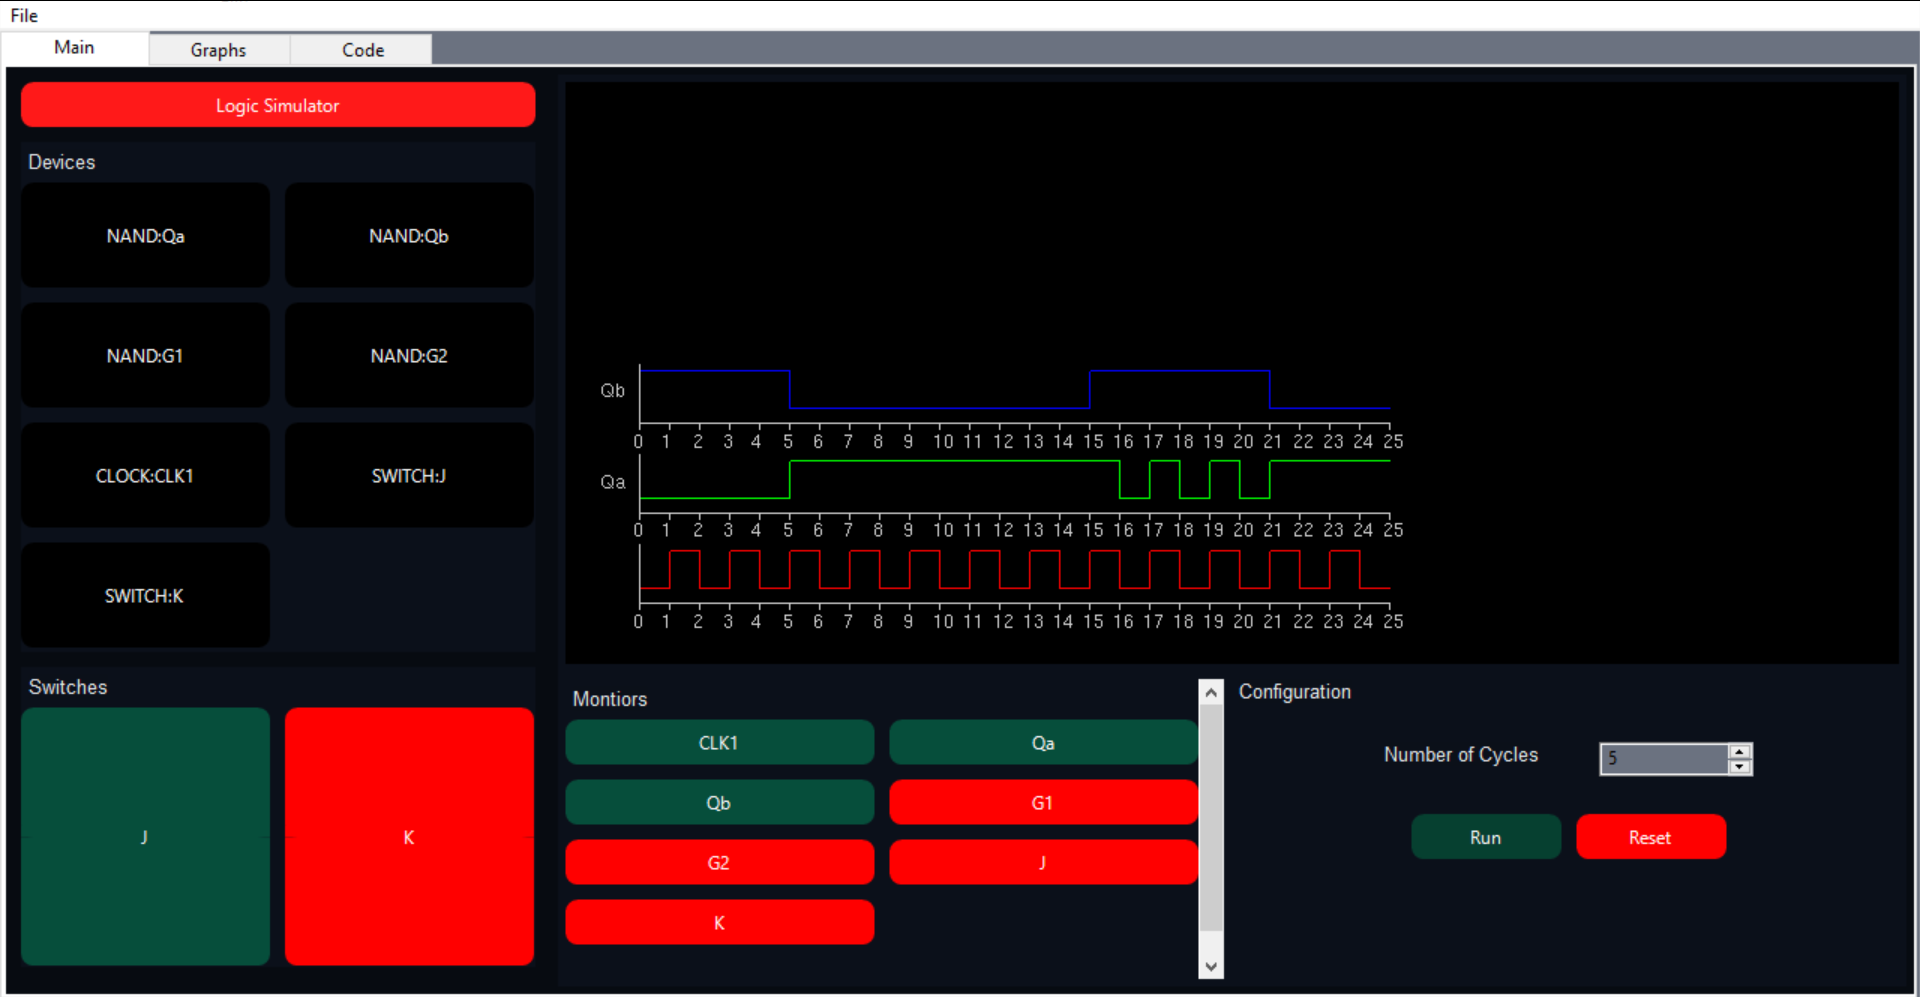 File
Main Graphs Code
Logic Simulator
Devices
NAND:Qa NAND:Qb
NAND:G1 NAND:G2
CLOCK:CLK1 SWITCH:J
SWITCH:K
Switches
J K
Qb
0 1 2 3 4 5 6 7 8 9 10 11 12 13 14 15 16 17 18 19 20 21 22 23 24 25
Qa
0 1 2 3 4 5 6 7 8 9 10 11 12 13 14 15 16 17 18 19 20 21 22 23 24 25
0 1 2 3 4 5 6 7 8 9 10 11 12 13 14 15 16 17 18 19 20 21 22 23 24 25
Montiors
CLK1 Qa
Qb G1
G2 J
K
Configuration
Number of Cycles 5
Run Reset